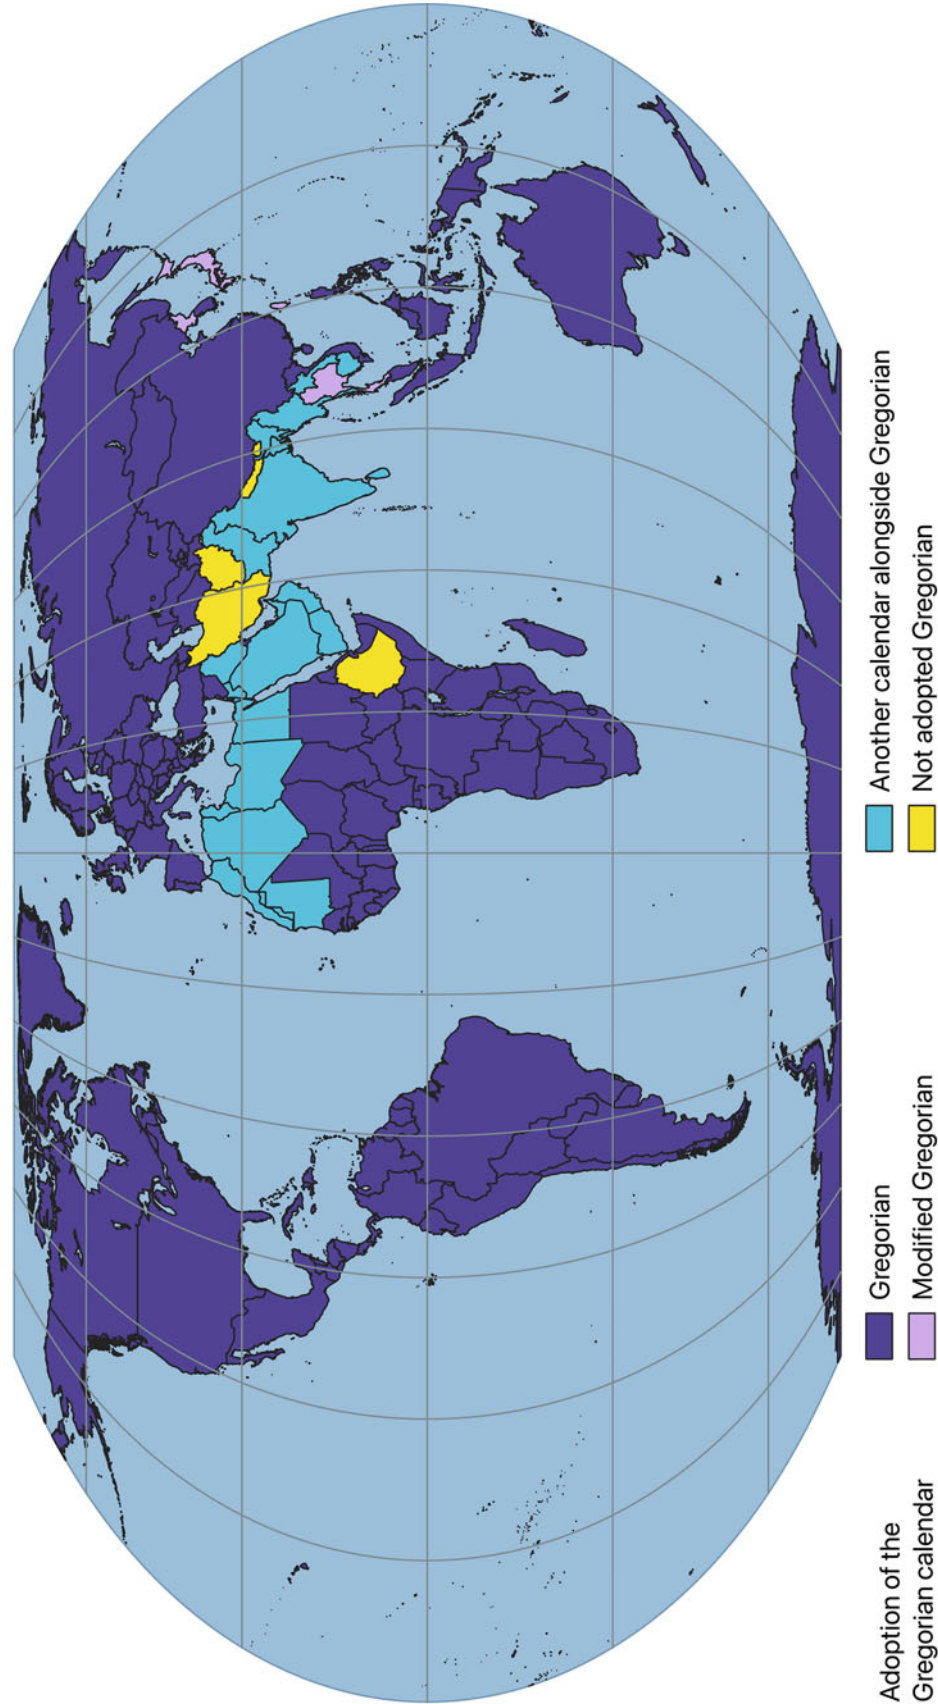 Adoption of the
Gregorian calendar
Gregorian
Modified Gregorian
Another calendar alongside Gregorian
Not adopted Gregorian